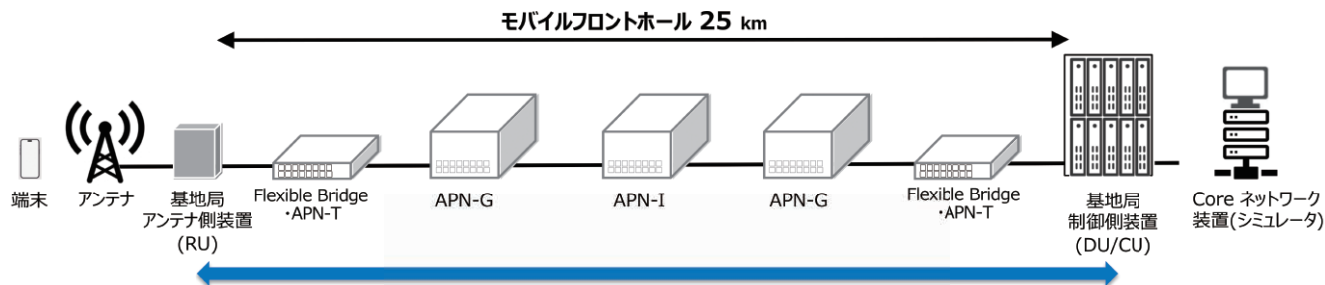 モバイルフロントホール 25 km
端末
アンテナ
基地局
アンテナ側装置
(RU)
Flexible Bridge
・APN-T
APN-G
APN-I
APN-G
Flexible Bridge
・APN-T
基地局
制御側装置
(DU/CU)
Core ネットワーク
装置(シミュレータ)